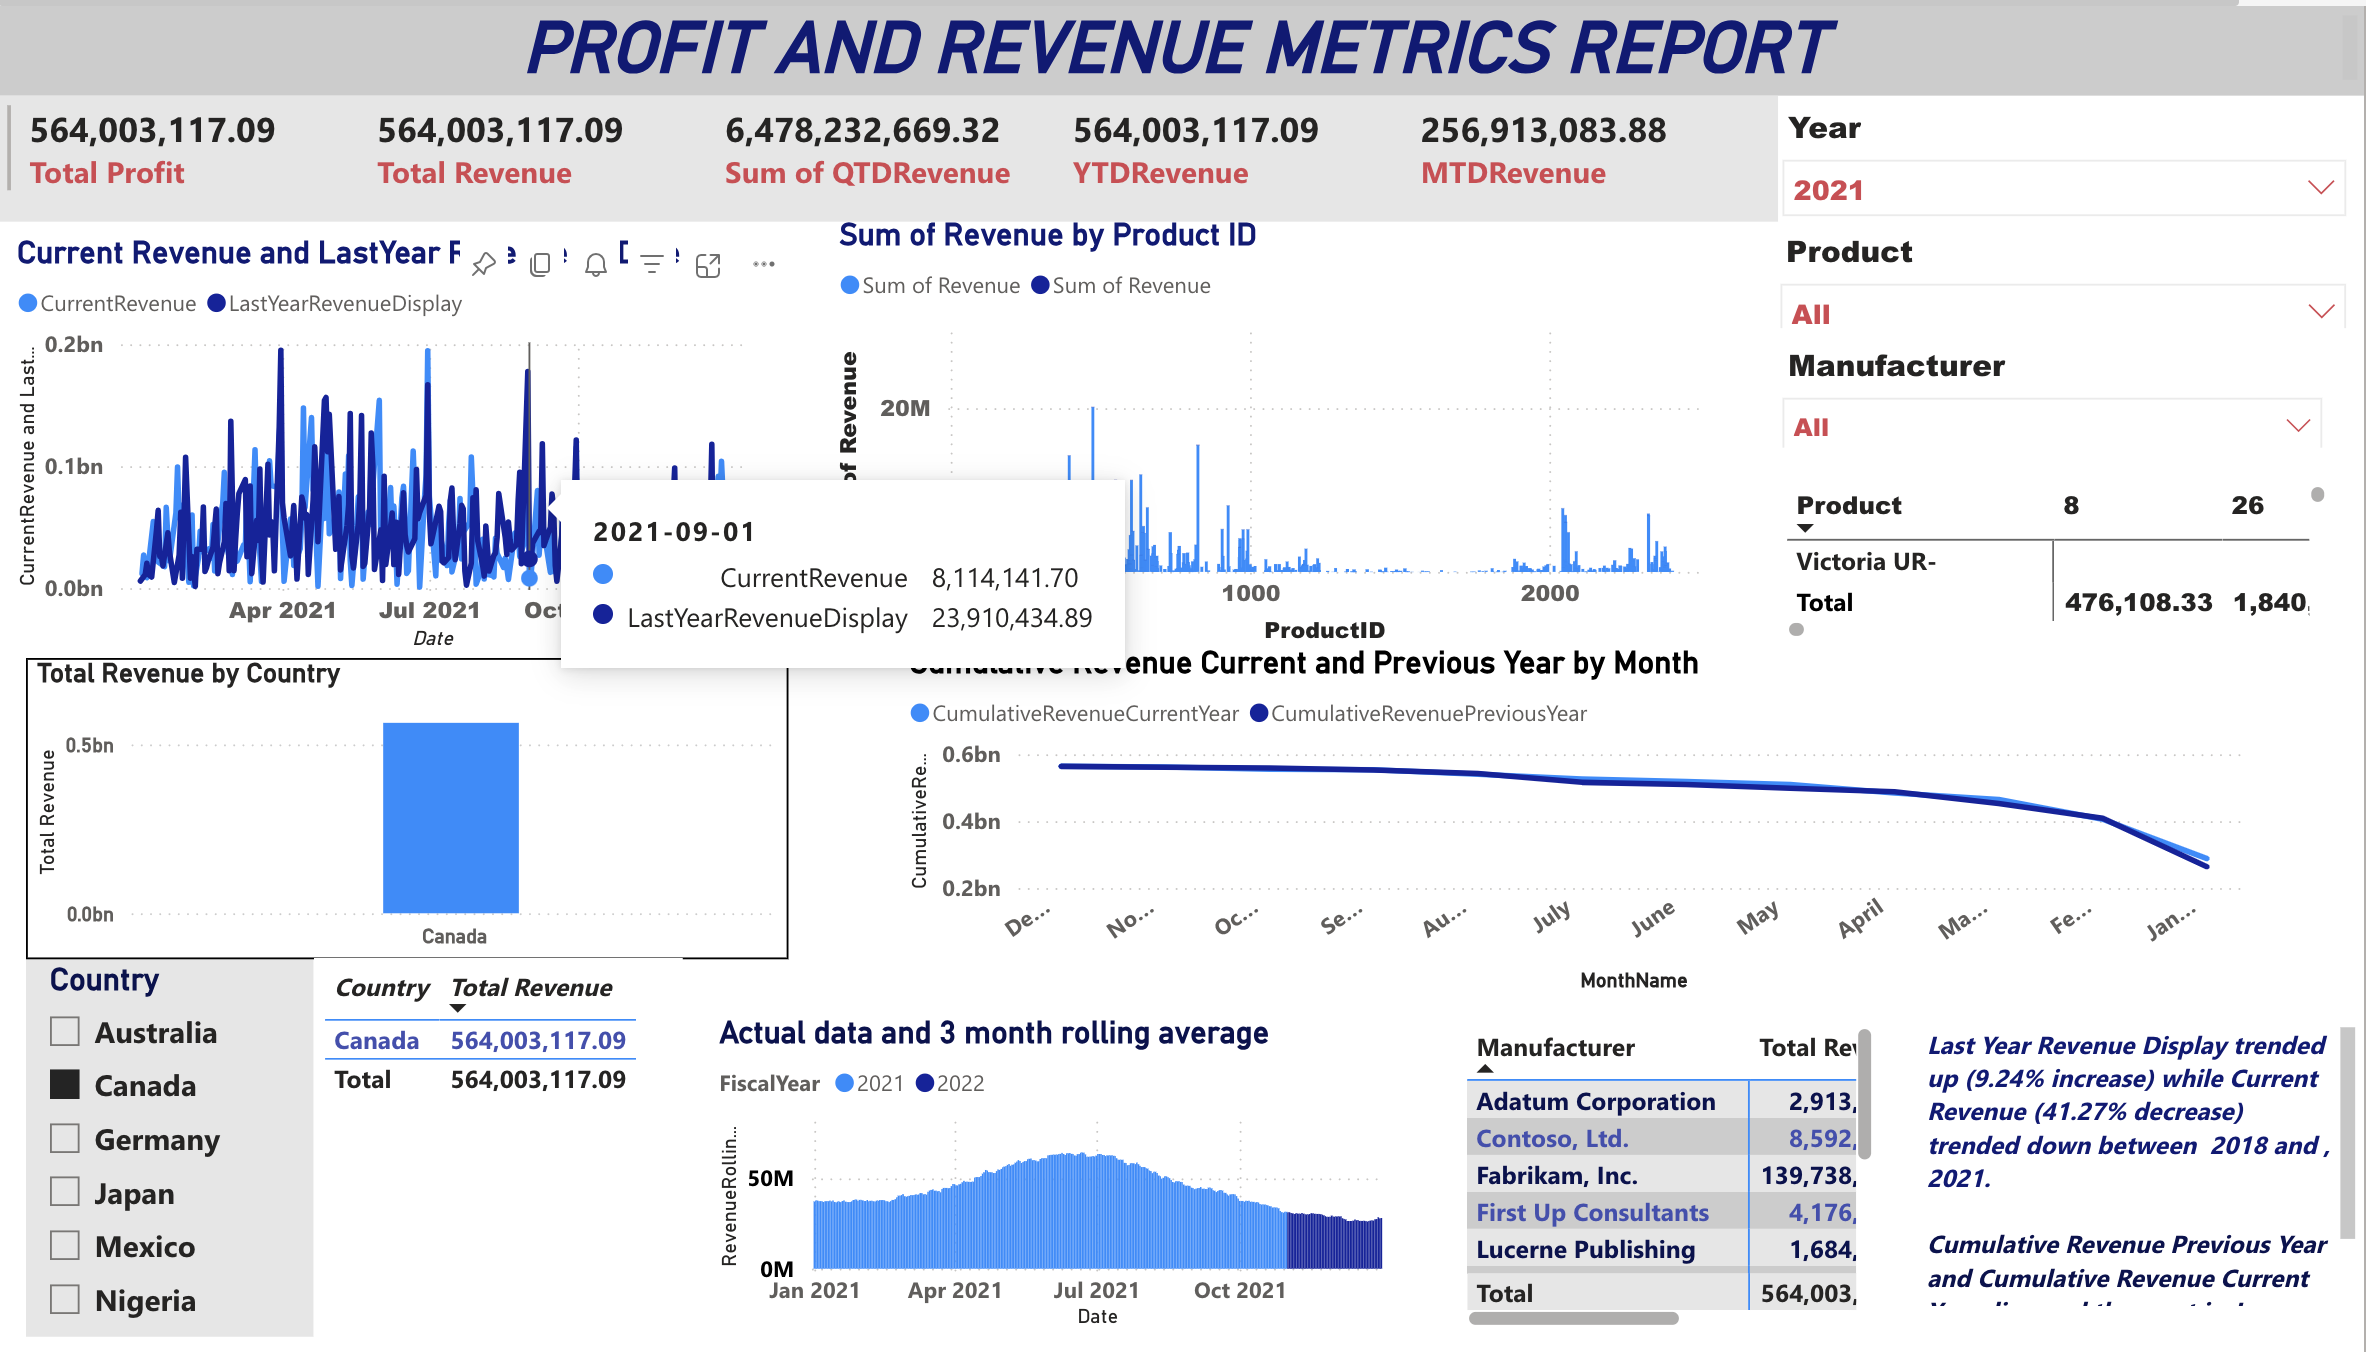 PROFIT AND REVENUE METRICS REPORT
564,003,117.09
Total Profit
564,003,117.09
Total Revenue
6,478,232,669.32
Sum of QTDRevenue
564,003,117.09
YTDRevenue
256,913,083.88
MTDRevenue
Year
2021
Product
All
Manufacturer
All
Product 8 26
Victoria UR-
Total 476,108.33 1,840,
Current Revenue and LastYear
CurrentRevenue LastYearRevenueDisplay
CurrentRevenue and Last...
0.2bn
0.1bn
0.0bn
Apr 2021 Jul 2021 Oct
Date
2021-09-01
CurrentRevenue 8,114,141.70
LastYearRevenueDisplay 23,910,434.89
Sum of Revenue by Product ID
Sum of Revenue Sum of Revenue
of Revenue
20M
1000 2000
ProductID
Total Revenue by Country
Total Revenue
0.5bn
0.0bn
Canada
Cumulative Revenue Current and Previous Year by Month
CumulativeRevenueCurrentYear CumulativeRevenuePreviousYear
CumulativeRe...
0.6bn
0.4bn
0.2bn
De... No... Oc... Se... Au... July June May April Ma... Fe... Jan...
MonthName
Country
Australia
Canada
Germany
Japan
Mexico
Nigeria
Country Total Revenue
Canada 564,003,117.09
Total 564,003,117.09
Actual data and 3 month rolling average
FiscalYear 2021 2022
RevenueRollin...
50M
0M
Jan 2021 Apr 2021 Jul 2021 Oct 2021
Date
Manufacturer Total Rev
Adatum Corporation 2,913,
Contoso, Ltd. 8,592,
Fabrikam, Inc. 139,738,
First Up Consultants 4,176,
Lucerne Publishing 1,684,
Total 564,003,
Last Year Revenue Display trended
up (9.24% increase) while Current
Revenue (41.27% decrease)
trended down between 2018 and ,
2021.
Cumulative Revenue Previous Year
and Cumulative Revenue Current